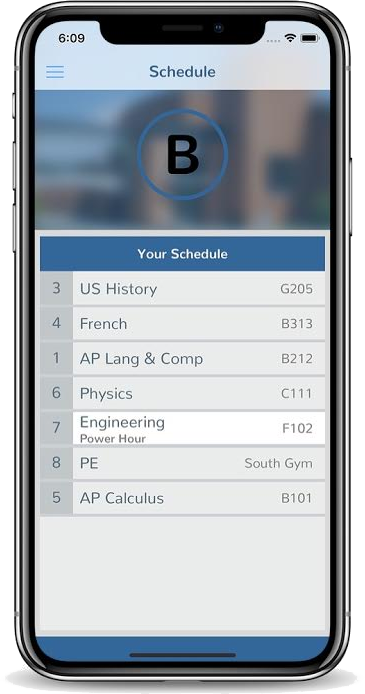 6:09
Schedule
B
Your Schedule
3 US History G205
4 French B313
1 AP Lang & Comp B212
6 Physics C111
7 Engineering F102
Power Hour
8 PE South Gym
5 AP Calculus B101